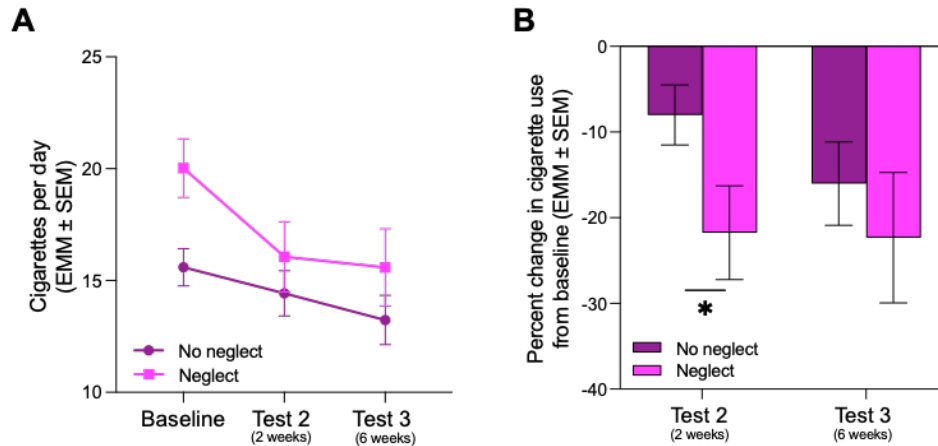 A
Cigarettes per day
(EMM ± SEM)
25
20
15
10
No neglect
Neglect
Baseline
Test 2
(2 weeks)
Test 3
(6 weeks)
B
Percent change in cigarette use
from baseline (EMM ± SEM)
0
-10
-20
-30
-40
*
No neglect
Neglect
Test 2
(2 weeks)
Test 3
(6 weeks)